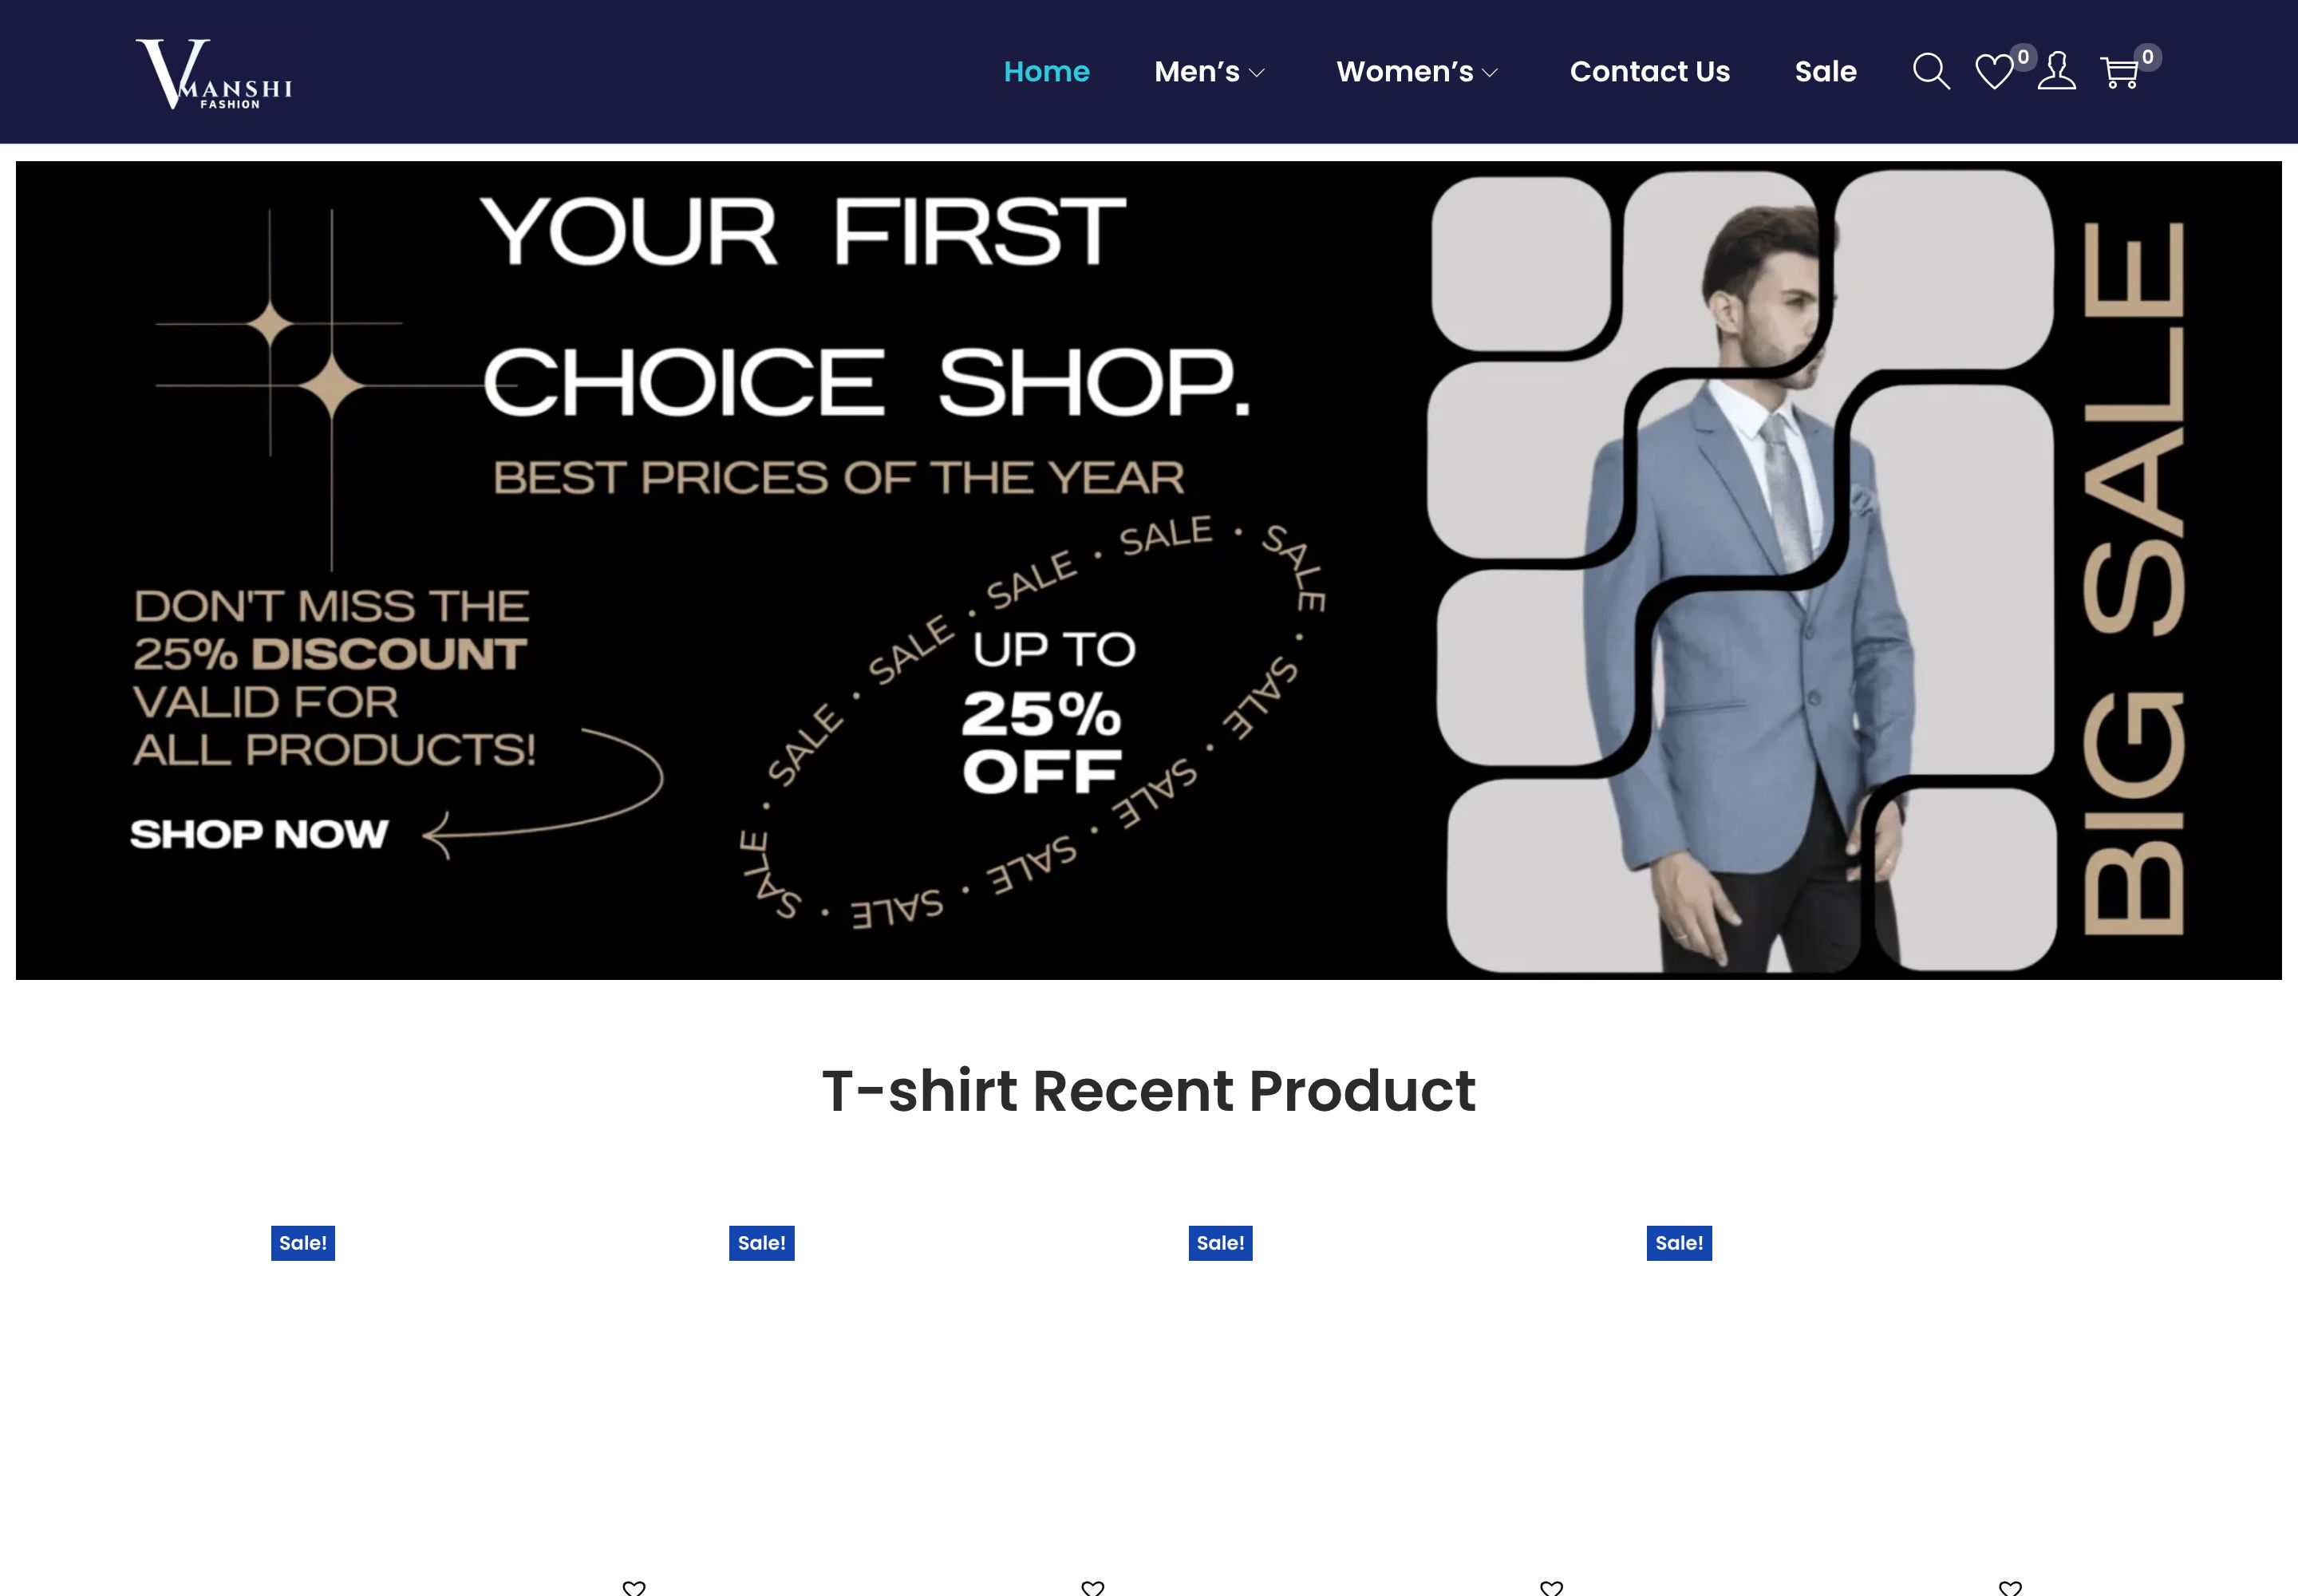 VMANSHI
FASHION
Home
Men’s
Women’s
Contact Us
Sale
0
0
YOUR FIRST
CHOICE SHOP.
BEST PRICES OF THE YEAR
DON'T MISS THE
25% DISCOUNT
VALID FOR
ALL PRODUCTS!
SHOP NOW
SALE • SALE • SALE • SALE • SALE • SALE • SALE • SALE • SALE • SALE •
UP TO
25%
OFF
BIG SALE
T-shirt Recent Product
Sale!
Sale!
Sale!
Sale!